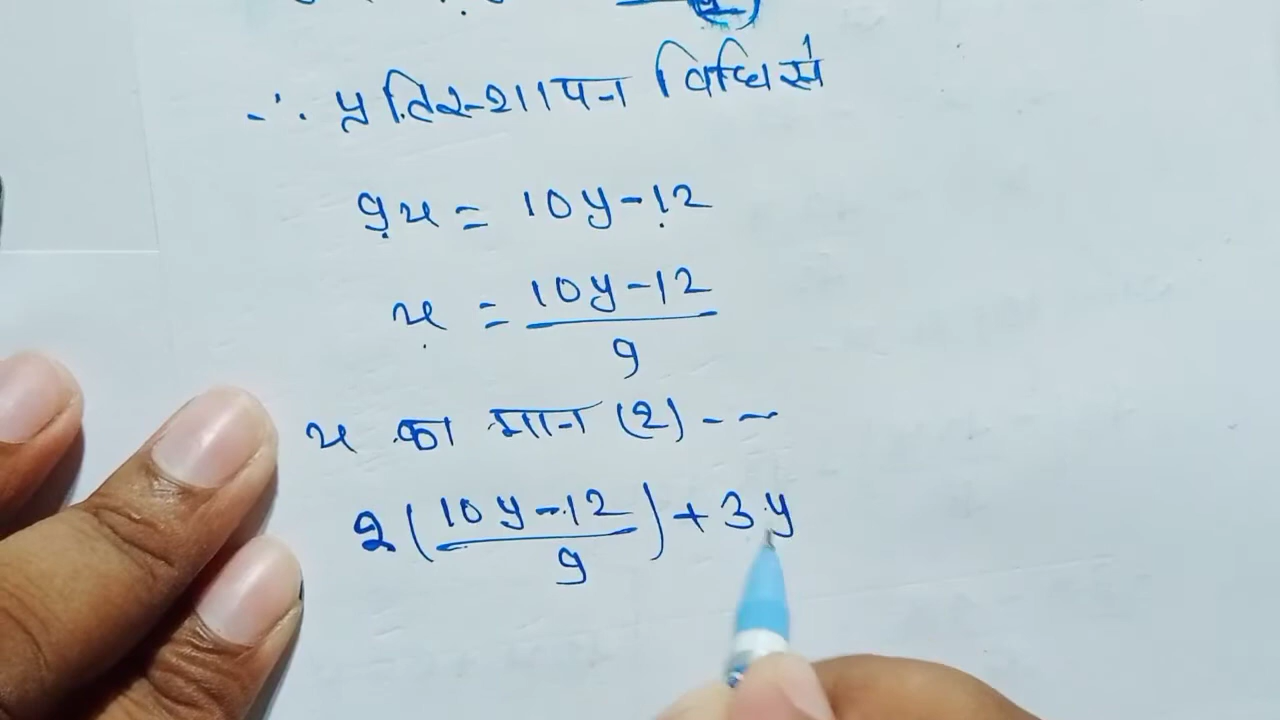 ∴ प्रतिस्थापन विधि से
9x = 10y-12
x = 10y-12
9
x का मान (2) - - ~
2(10y-12/9)+3y